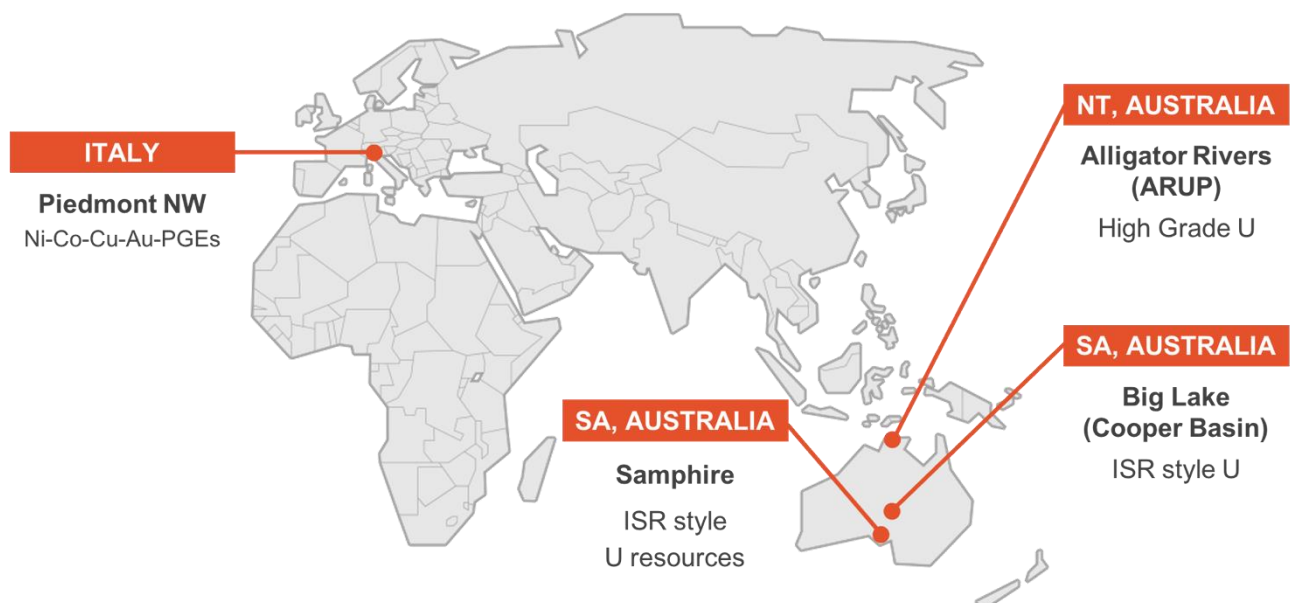 ITALY
Piedmont NW
Ni-Co-Cu-Au-PGEs
NT, AUSTRALIA
Alligator Rivers
(ARUP)
High Grade U
SA, AUSTRALIA
Big Lake
(Cooper Basin)
ISR style U
SA, AUSTRALIA
Samphire
ISR style
U resources